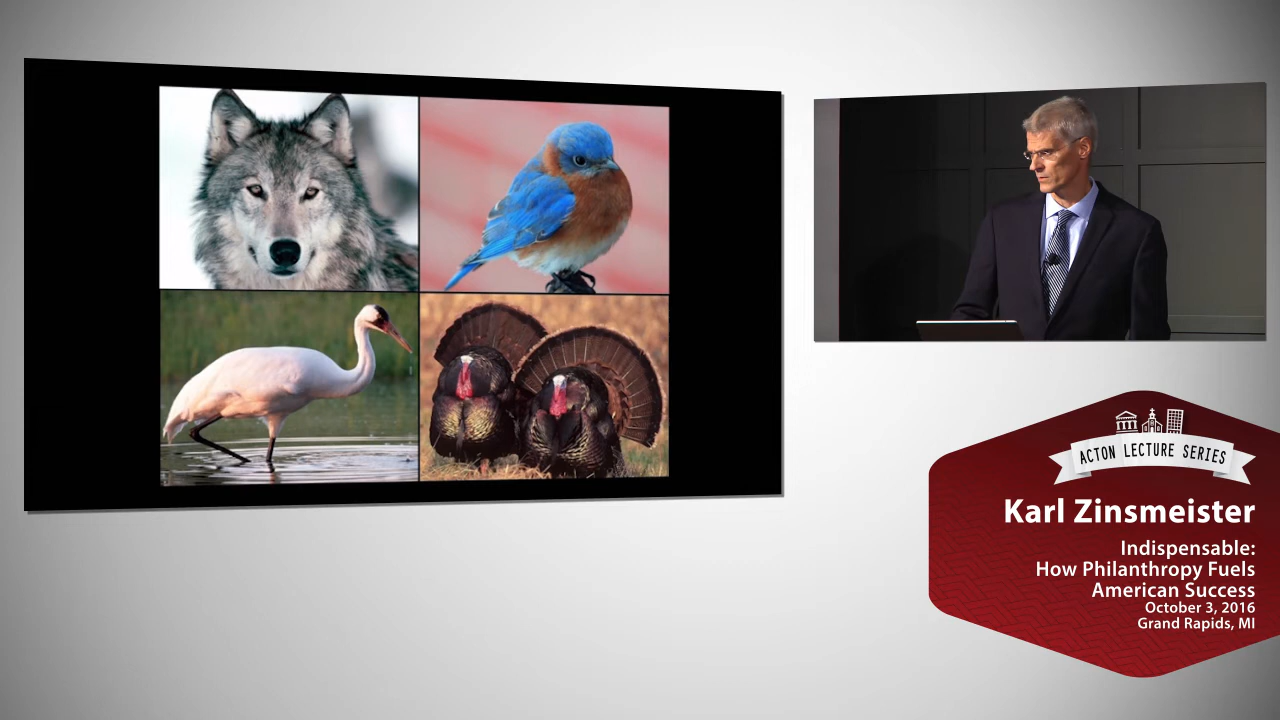 ACTON LECTURE SERIES
Karl Zinsmeister
Indispensable:
How Philanthropy Fuels
American Success
October 3, 2016
Grand Rapids, MI